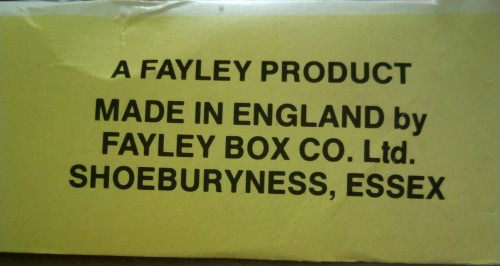 A FAYLEY PRODUCT
MADE IN ENGLAND by
FAYLEY BOX CO. Ltd.
SHOEBURYNESS, ESSEX